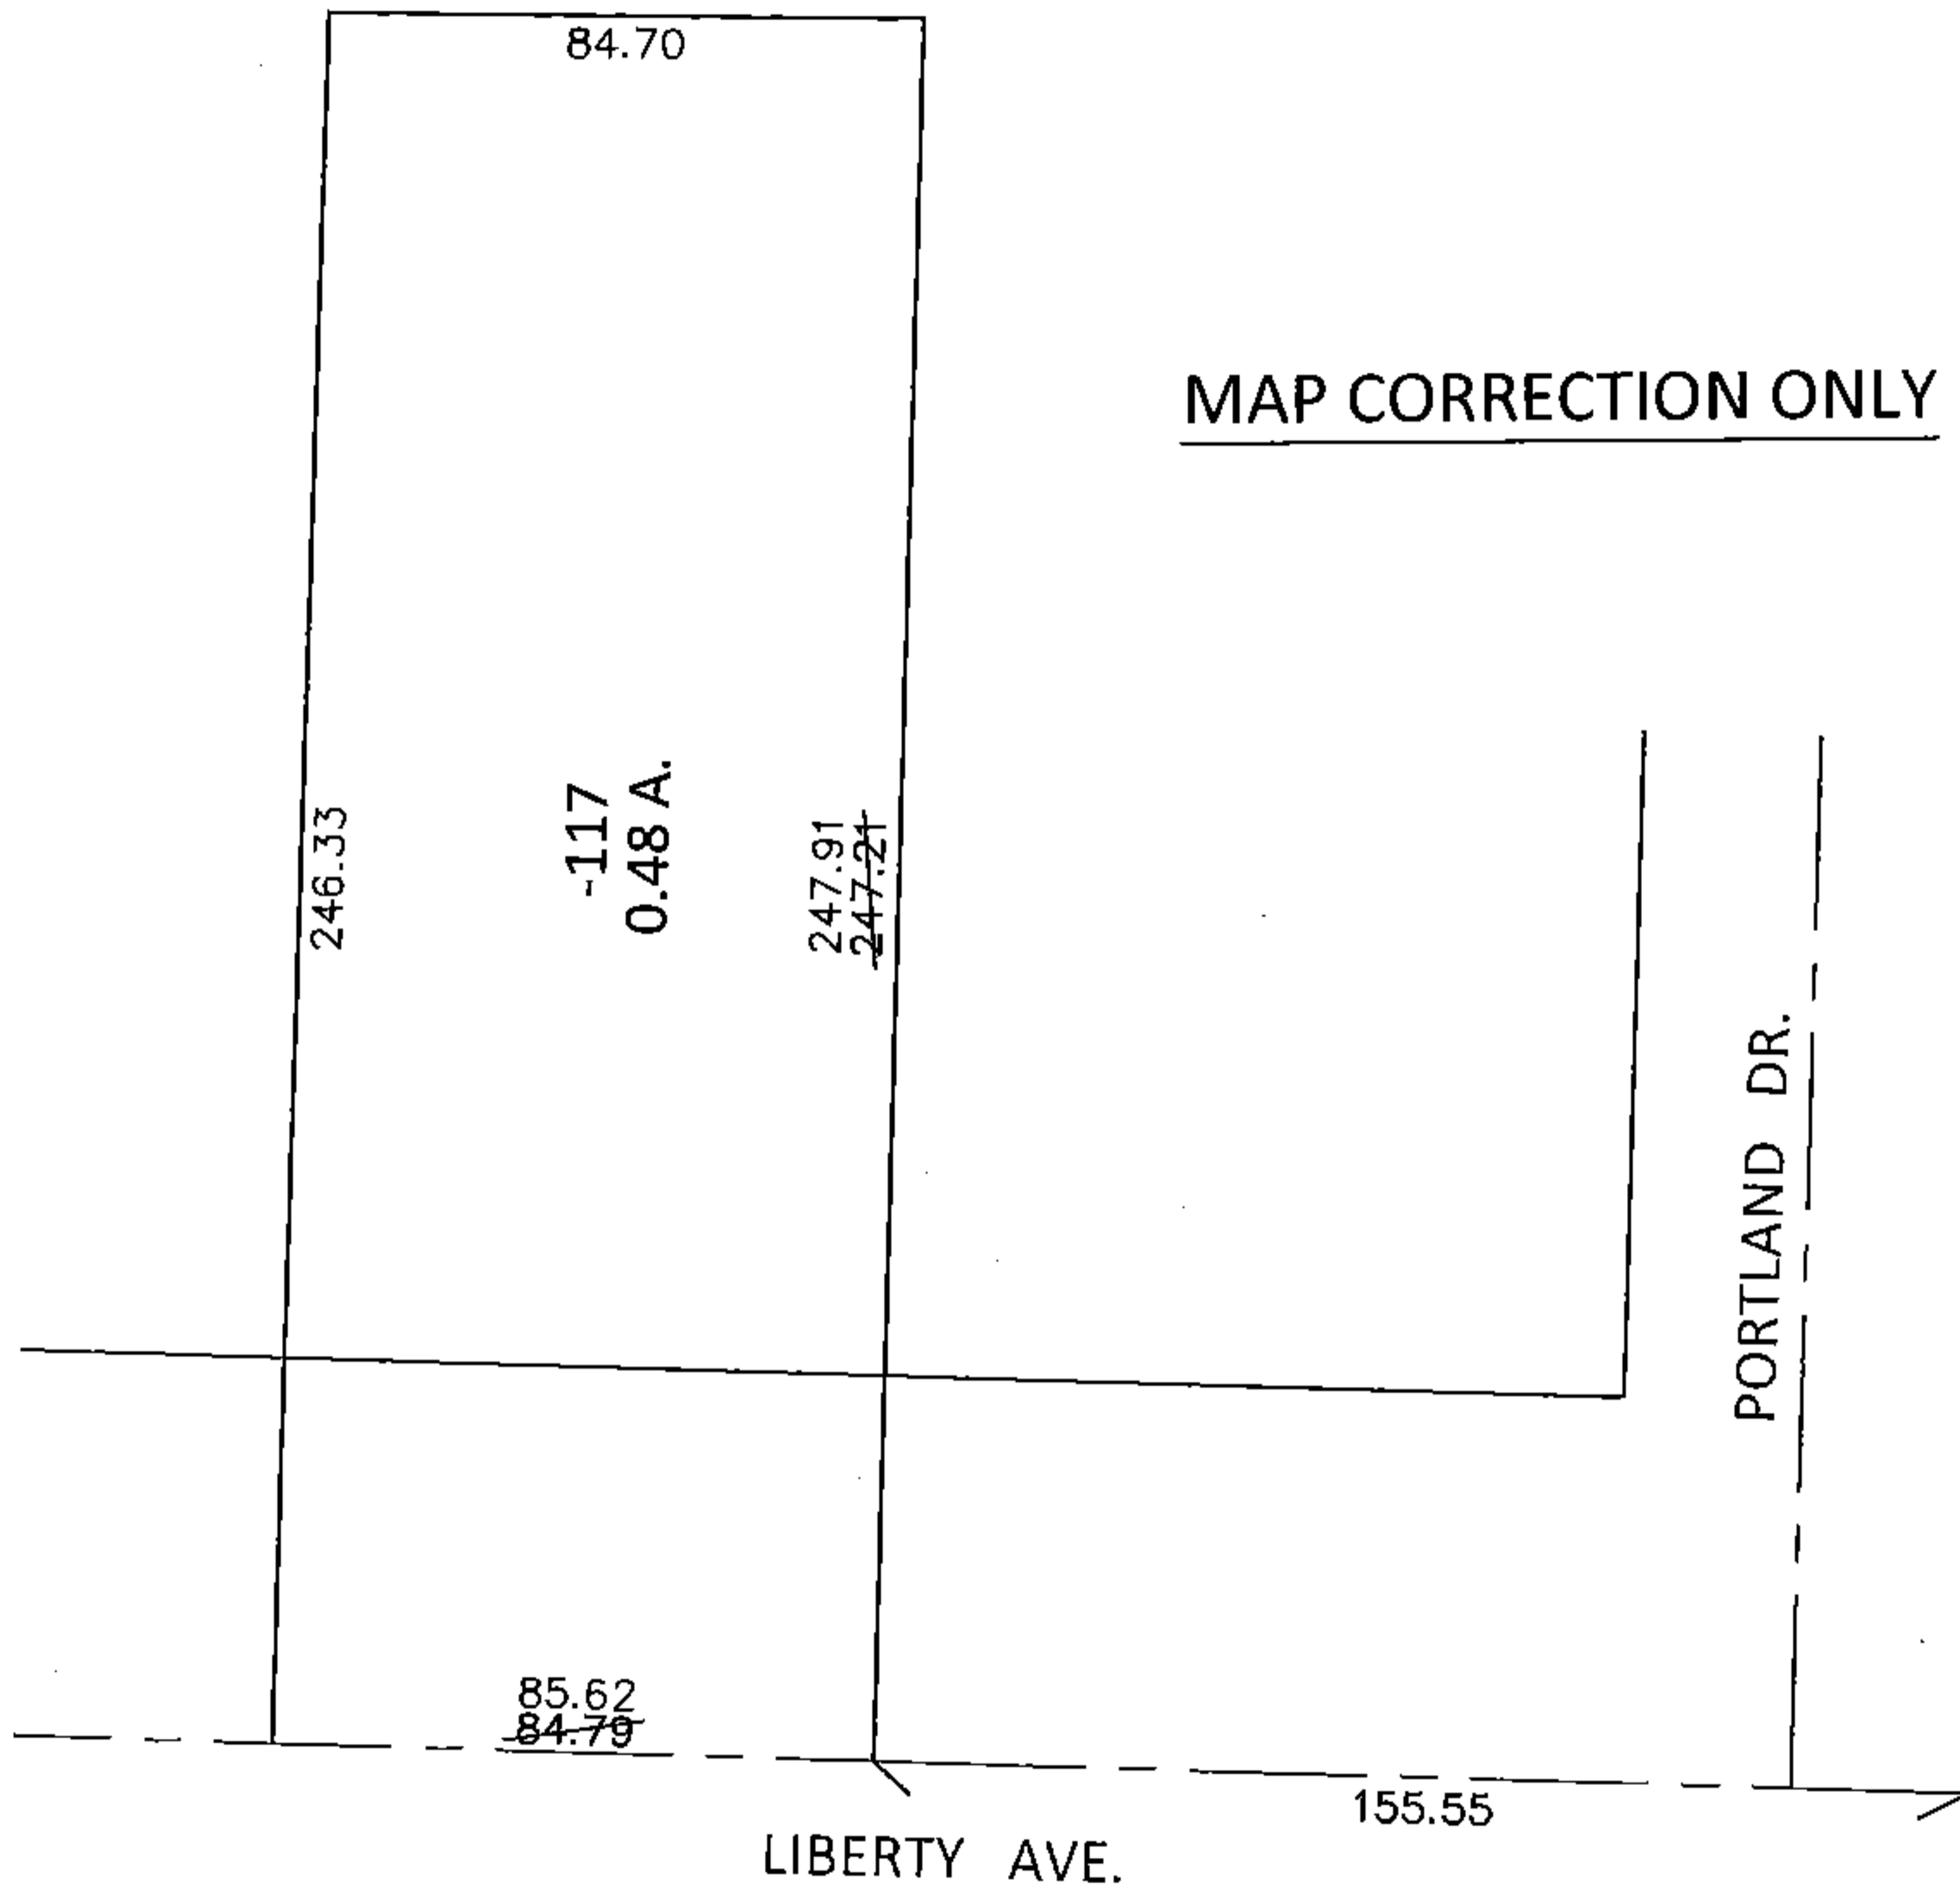 84.70
MAP CORRECTION ONLY
246.33
-117
0.48 A.
247.91
247.21
PORTLAND DR.
85.62
84.79
155.55
LIBERTY AVE.